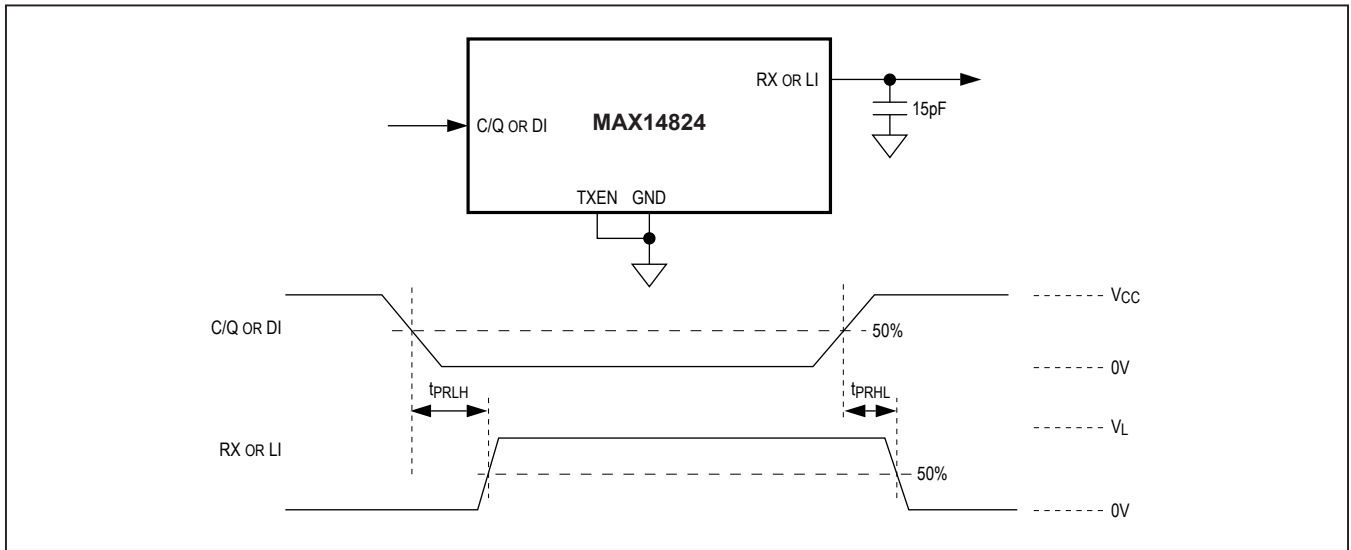 RX OR LI
15pF
C/Q OR DI
MAX14824
TXEN GND
VCC
C/Q OR DI
50%
0V
tPRLH
tPRHL
VL
RX OR LI
50%
0V